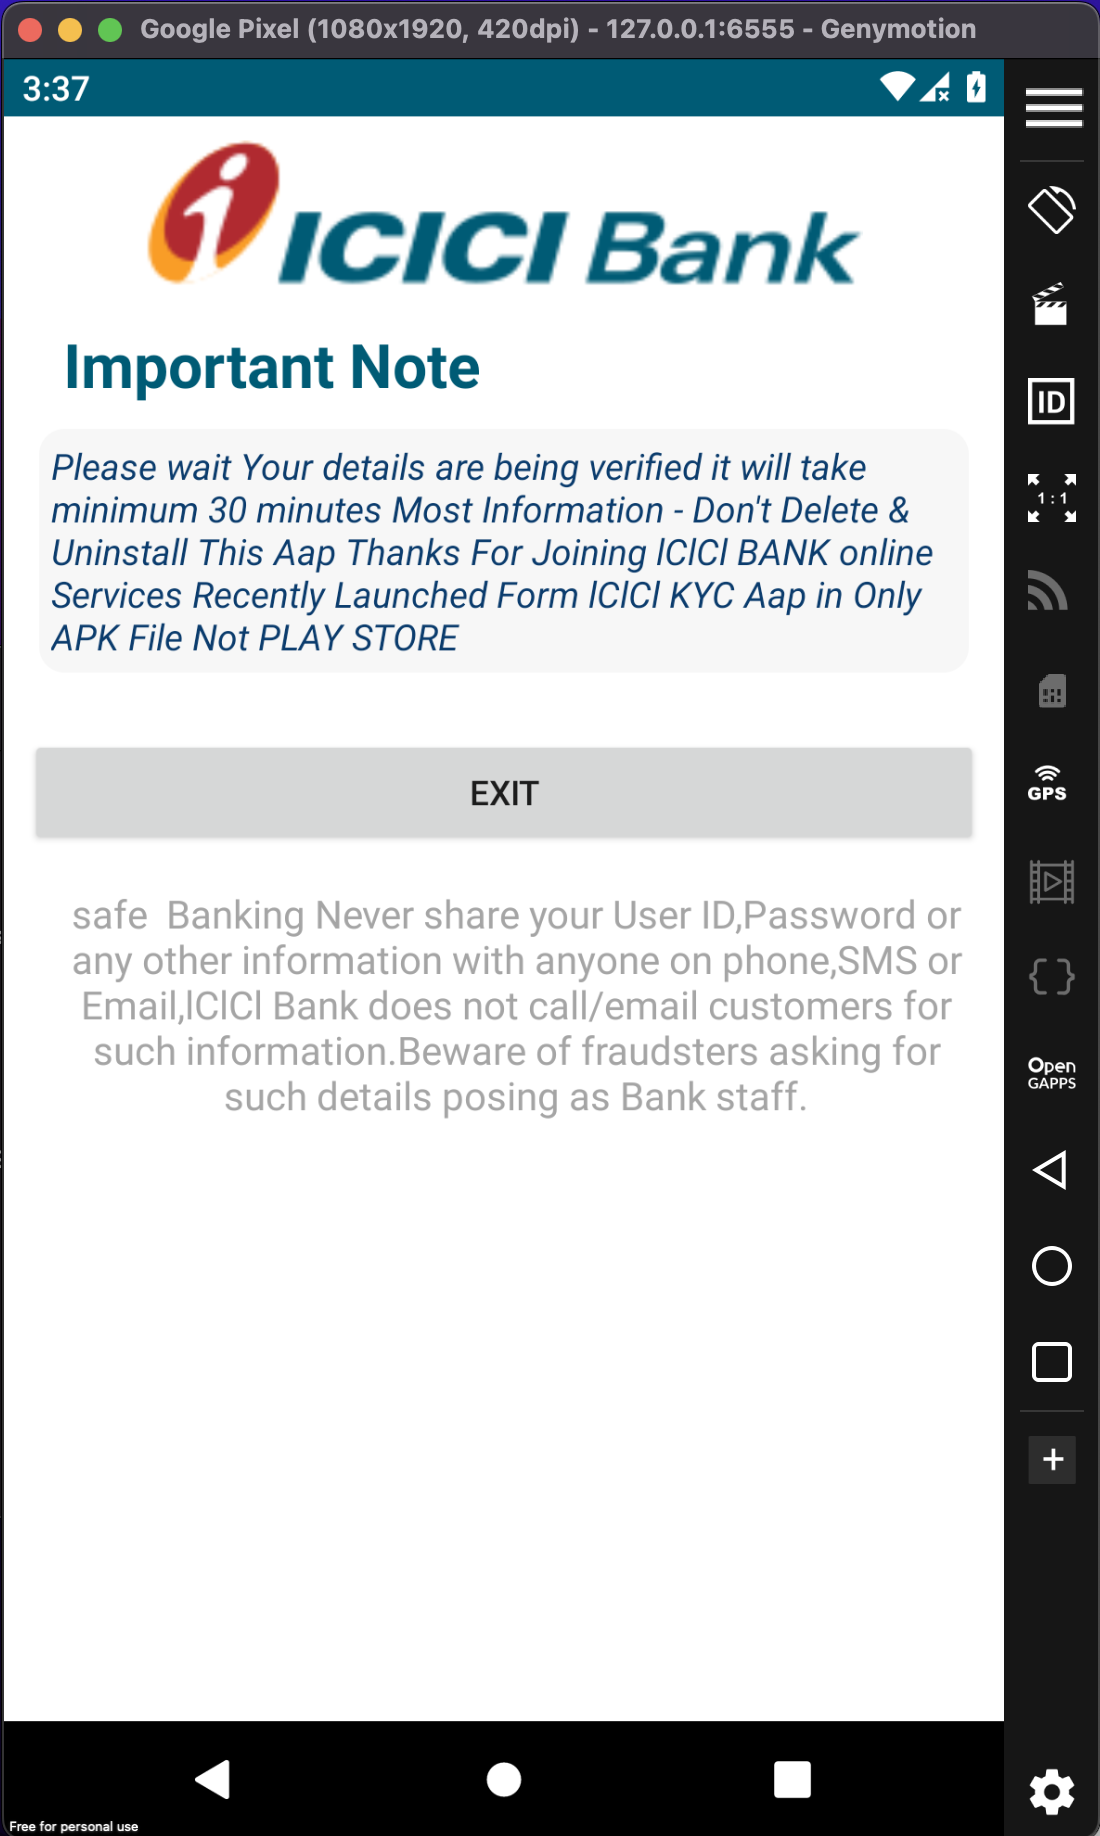 Google Pixel (1080x1920, 420dpi) - 127.0.0.1:6555 - Genymotion
3:37
i ICICI Bank
Important Note
Please wait Your details are being verified it will take
minimum 30 minutes Most Information - Don't Delete &
Uninstall This Aap Thanks For Joining lClCl BANK online
Services Recently Launched Form lClCl KYC Aap in Only
APK File Not PLAY STORE
EXIT
safe  Banking Never share your User ID,Password or
any other information with anyone on phone,SMS or
Email,lClCl Bank does not call/email customers for
such information.Beware of fraudsters asking for
such details posing as Bank staff.
ID
1:1
GPS
Open
GAPPS
Free for personal use